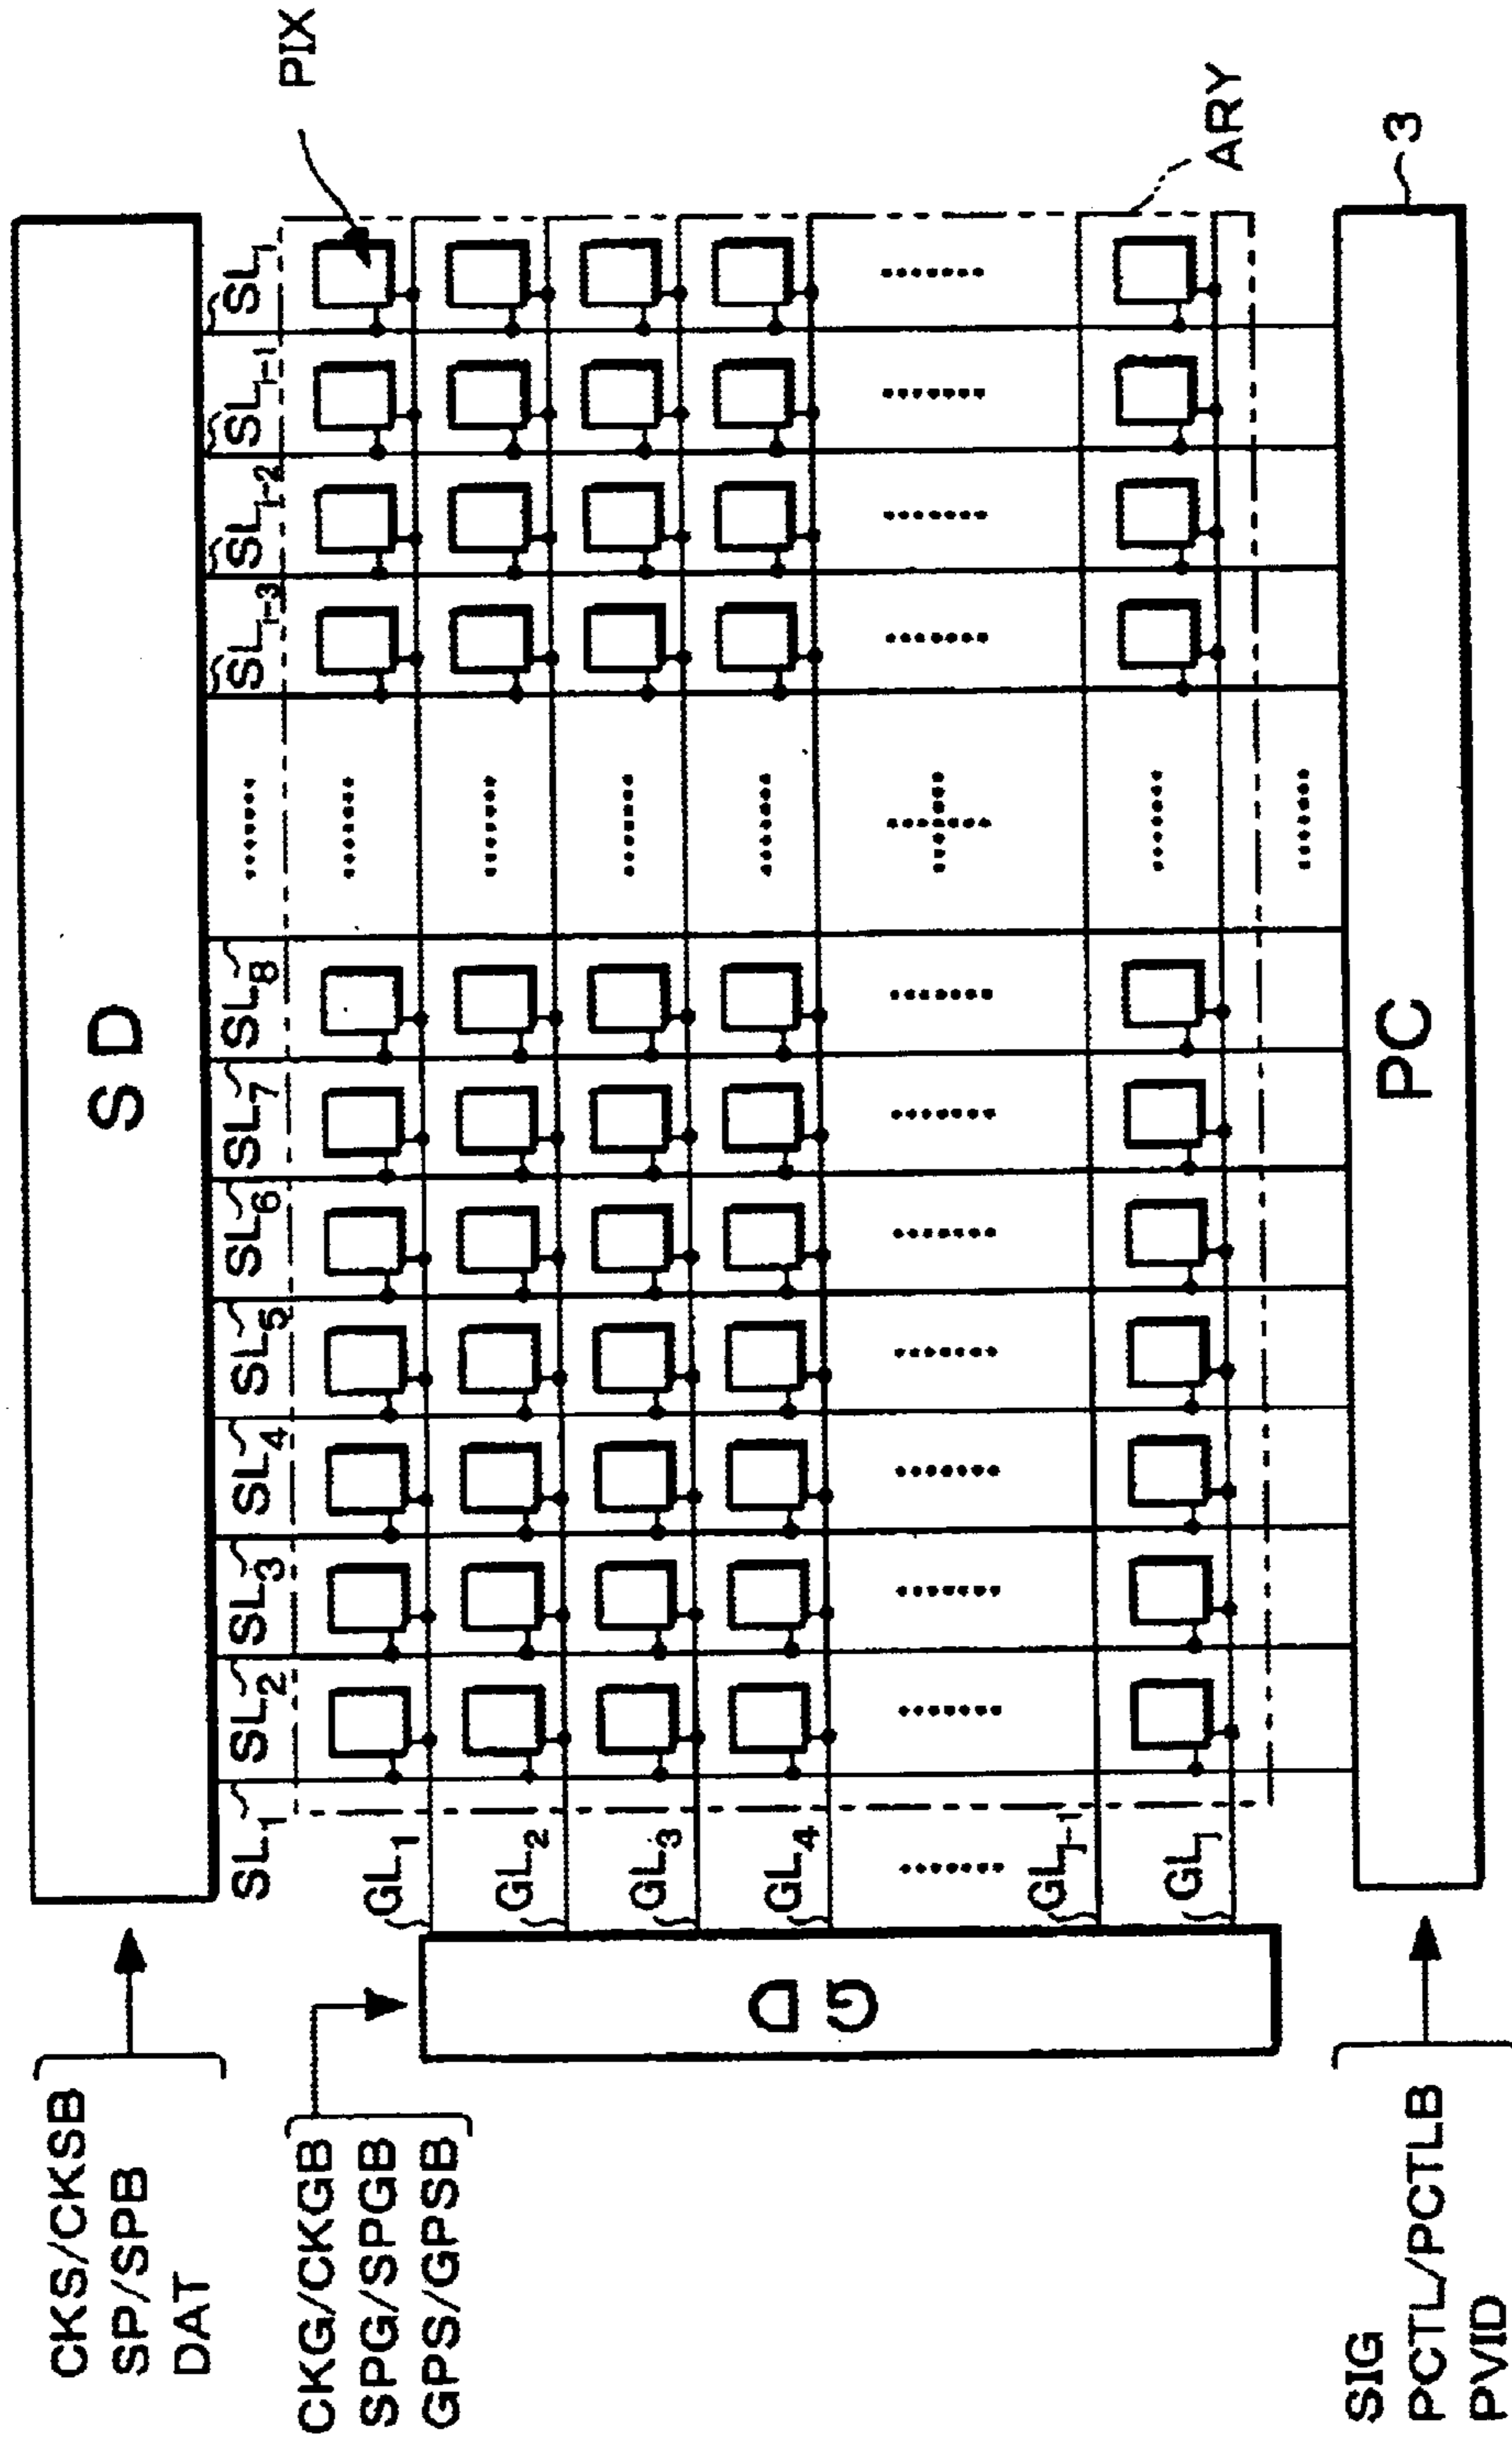 CKS/CKSB
SP/SPB
DAT
SD
CKG/CKGB
SPG/SPGB
GPS/GPSB
GD
SL1
SL2
SL3
SL4
SL5
SL6
SL7
SL8
.......
SLi-3
SLi-2
SLi-1
SLi
PIX
GL1
GL2
GL3
GL4
.......
GLj-1
GLj
ARY
SIG
PCTL/PCTLB
PVID
PC
3